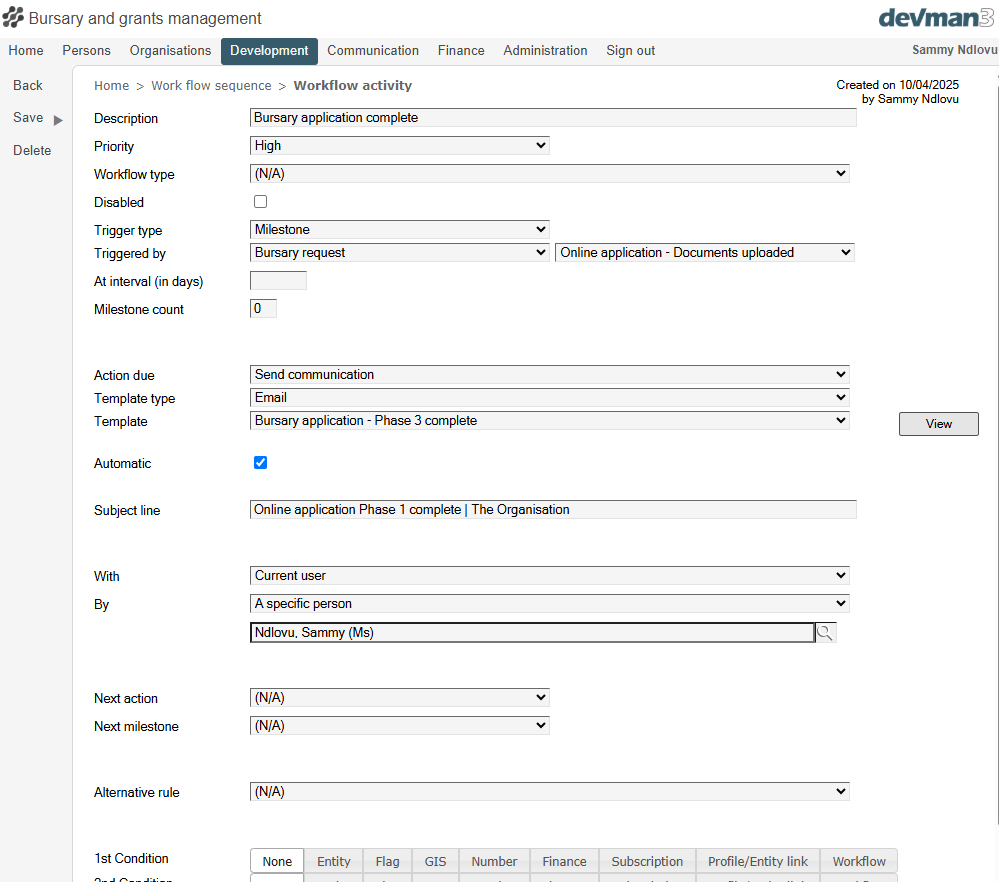 Bursary and grants management
devman3
Home Persons Organisations Development Communication Finance Administration Sign out Sammy Ndlovu
Back
Save
Delete
Home > Work flow sequence > Workflow activity
Created on 10/04/2025
by Sammy Ndlovu
Description Bursary application complete
Priority High
Workflow type (N/A)
Disabled
Trigger type Milestone
Triggered by Bursary request Online application - Documents uploaded
At interval (in days)
Milestone count 0
Action due Send communication
Template type Email
Template Bursary application - Phase 3 complete View
Automatic
Subject line Online application Phase 1 complete | The Organisation
With Current user
By A specific person
Ndlovu, Sammy (Ms)
Next action (N/A)
Next milestone (N/A)
Alternative rule (N/A)
1st Condition None Entity Flag GIS Number Finance Subscription Profile/Entity link Workflow
2nd Condition